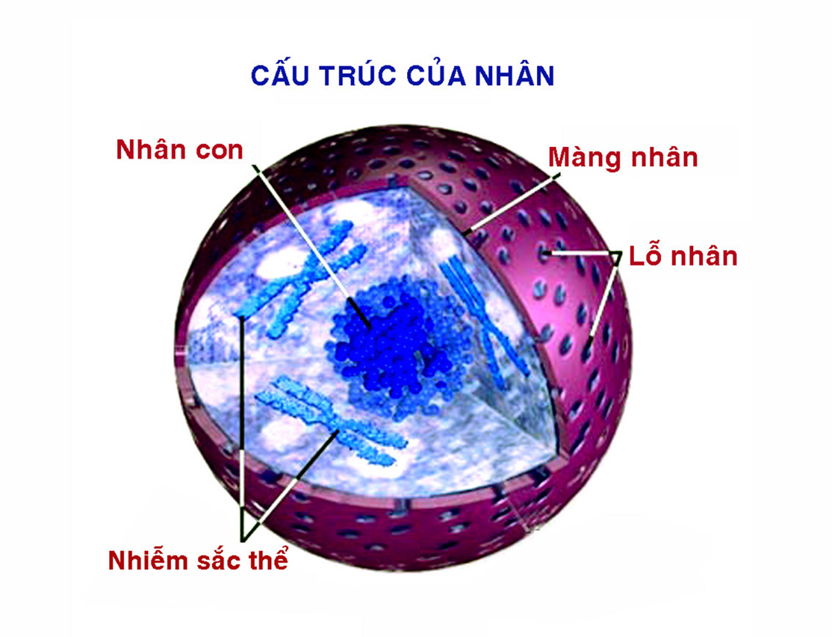 CẤU TRÚC CỦA NHÂN
Nhân con
Màng nhân
Lỗ nhân
Nhiễm sắc thể